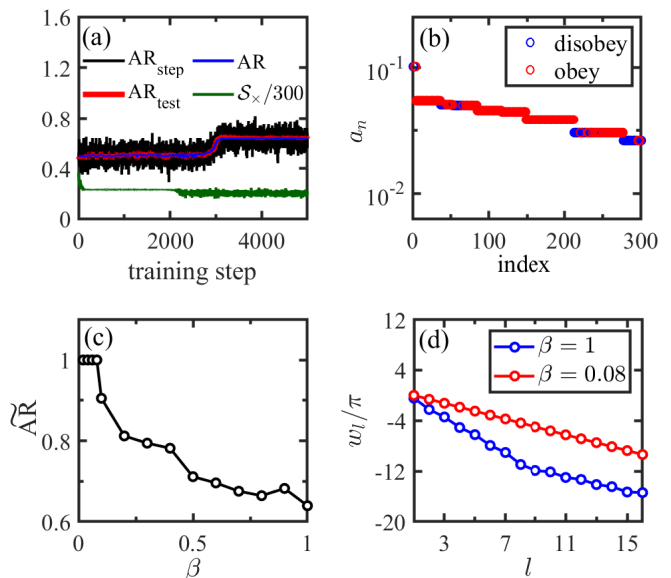 (a)
AR_step
AR
AR_test
𝒮_×/300
1.6
1.2
0.8
0.4
0
0
2000
4000
training step
(b)
disobey
obey
10^-1
10^-2
a_n
0
100
200
300
index
(c)
1
0.8
0.6
A͠R
0
0.5
1
β
(d)
β = 1
β = 0.08
12
4
-4
-12
-20
w_l/π
3
7
11
15
l